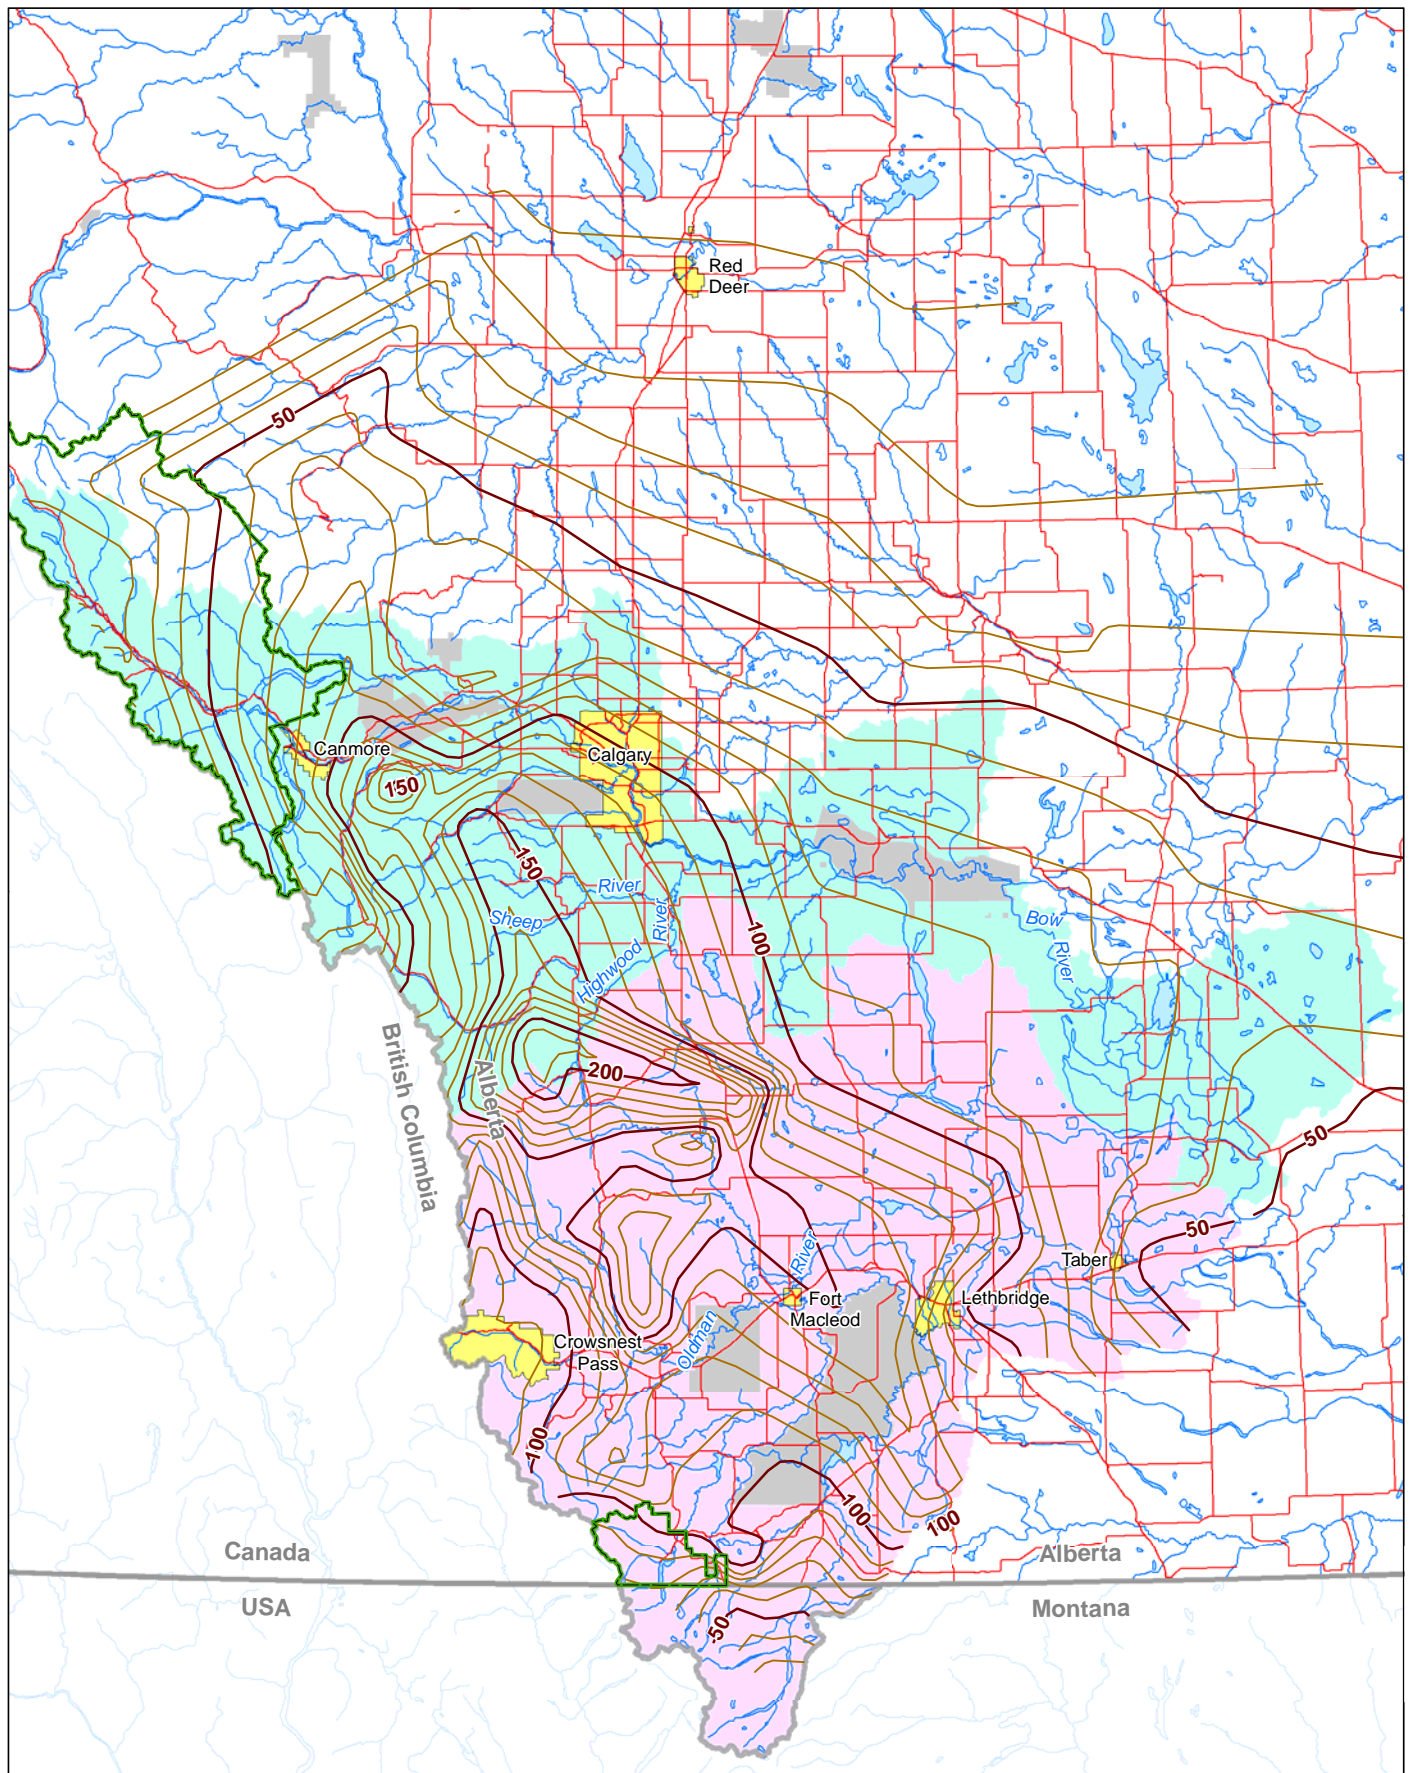 Red
Deer
50
Canmore
Calgary
150
150
River
Sheep
River
Highwood
100
Bow
River
British Columbia
Alberta
200
50
50
Taber
River
Fort
Macleod
Lethbridge
Oldman
Crowsnest
Pass
100
100
100
Canada
Alberta
USA
Montana
50